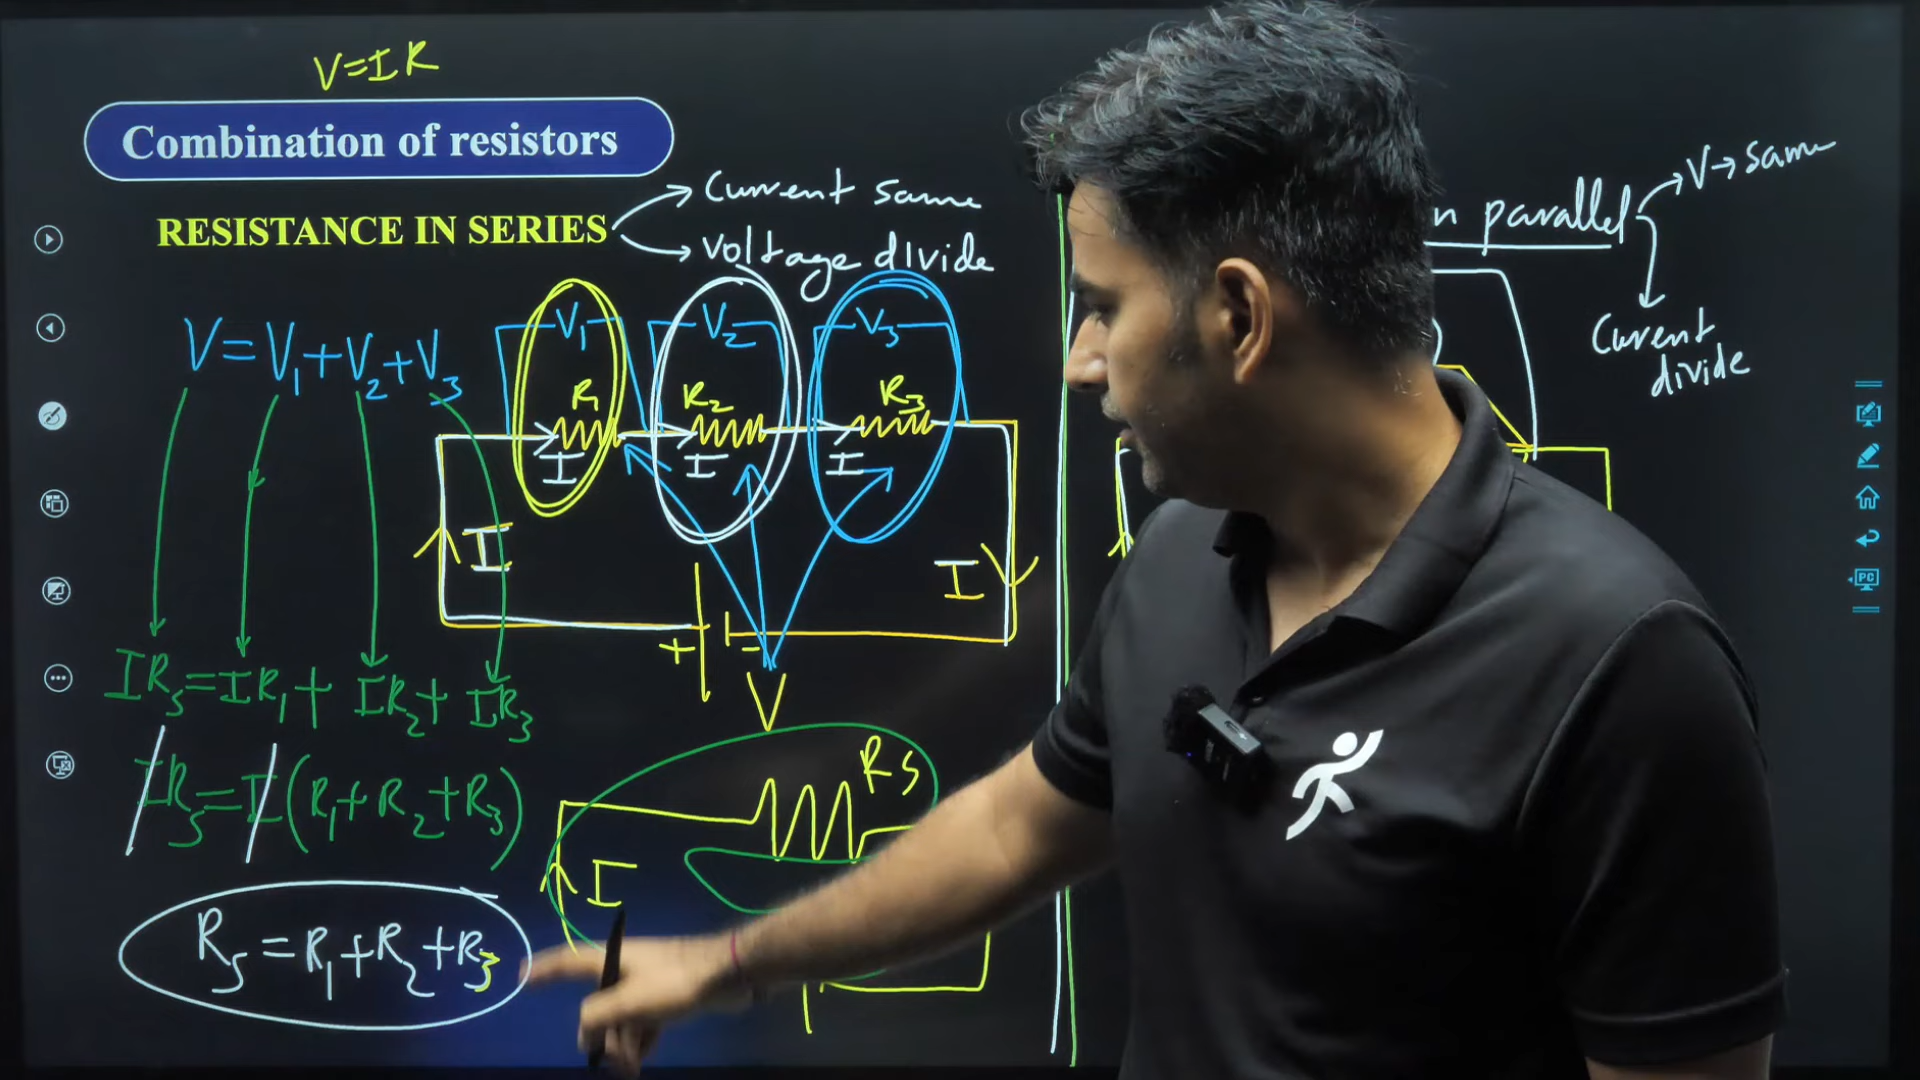 V=IR
Combination of resistors
RESISTANCE IN SERIES
Current same
voltage divide
V=V₁+V₂+V₃
V₁ V₂ V₃
R₁ R₂ R₃
I I I
I I
+ -
V
IRₛ=IR₁+ IR₂+ IR₃
IRₛ=I(R₁+R₂+R₃)
Rₛ=R₁+R₂+R₃
RS
I
n parallel
V→same
Current
divide
PC